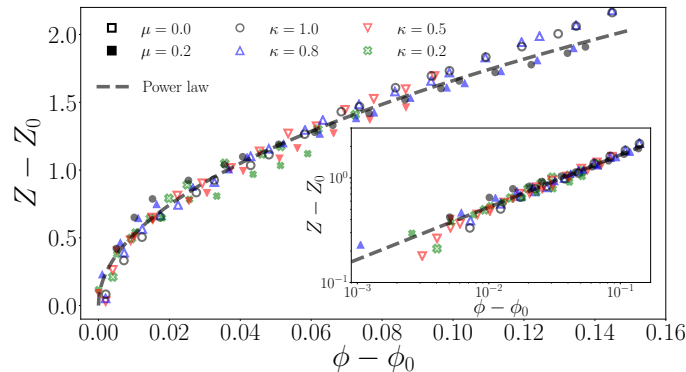 μ = 0.0 κ = 1.0 κ = 0.5
μ = 0.2 κ = 0.8 κ = 0.2
Power law
Z − Z₀
2.0
1.5
1.0
0.5
0.0
0.00 0.02 0.04 0.06 0.08 0.10 0.12 0.14 0.16
ϕ − ϕ₀
Z − Z₀
10⁰
10⁻¹
10⁻³ 10⁻² 10⁻¹
ϕ − ϕ₀